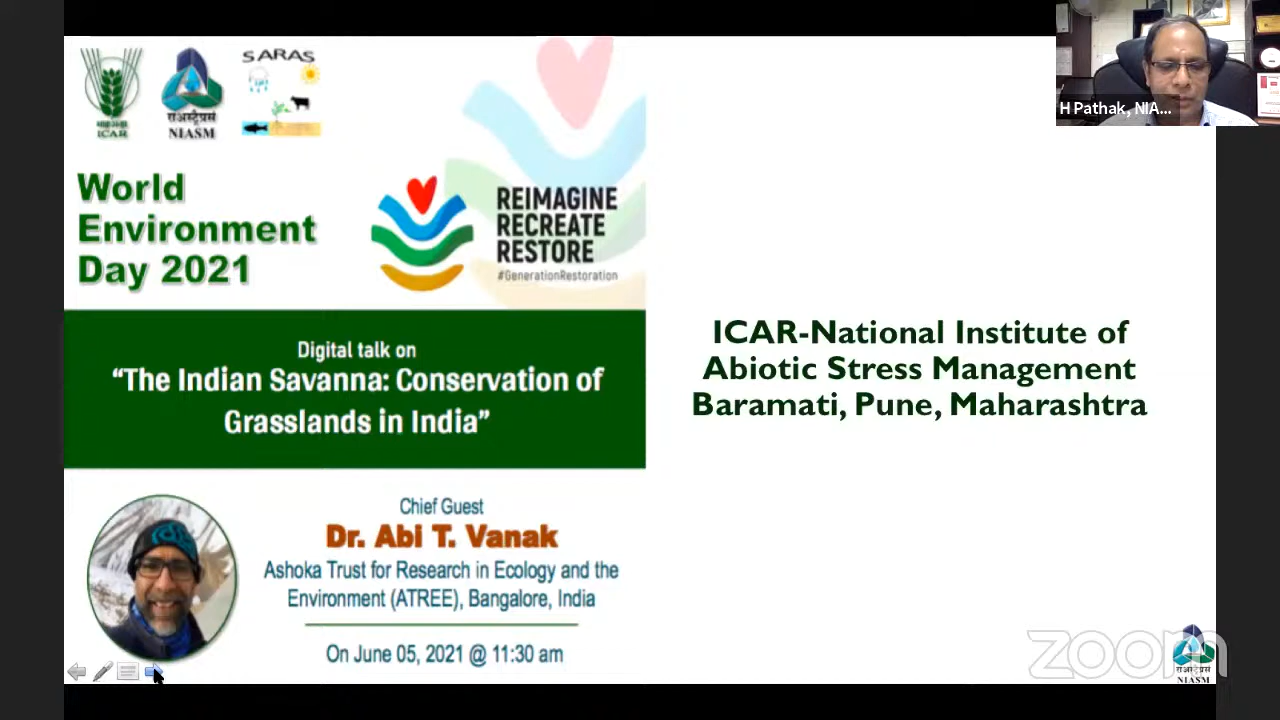 SARAS
ICAR
NIASM
H Pathak, NIA...
World
Environment
Day 2021
REIMAGINE
RECREATE
RESTORE
#GenerationRestoration
Digital talk on
“The Indian Savanna: Conservation of
Grasslands in India”
ICAR-National Institute of
Abiotic Stress Management
Baramati, Pune, Maharashtra
Chief Guest
Dr. Abi T. Vanak
Ashoka Trust for Research in Ecology and the
Environment (ATREE), Bangalore, India
On June 05, 2021 @ 11:30 am
zoom
NIASM